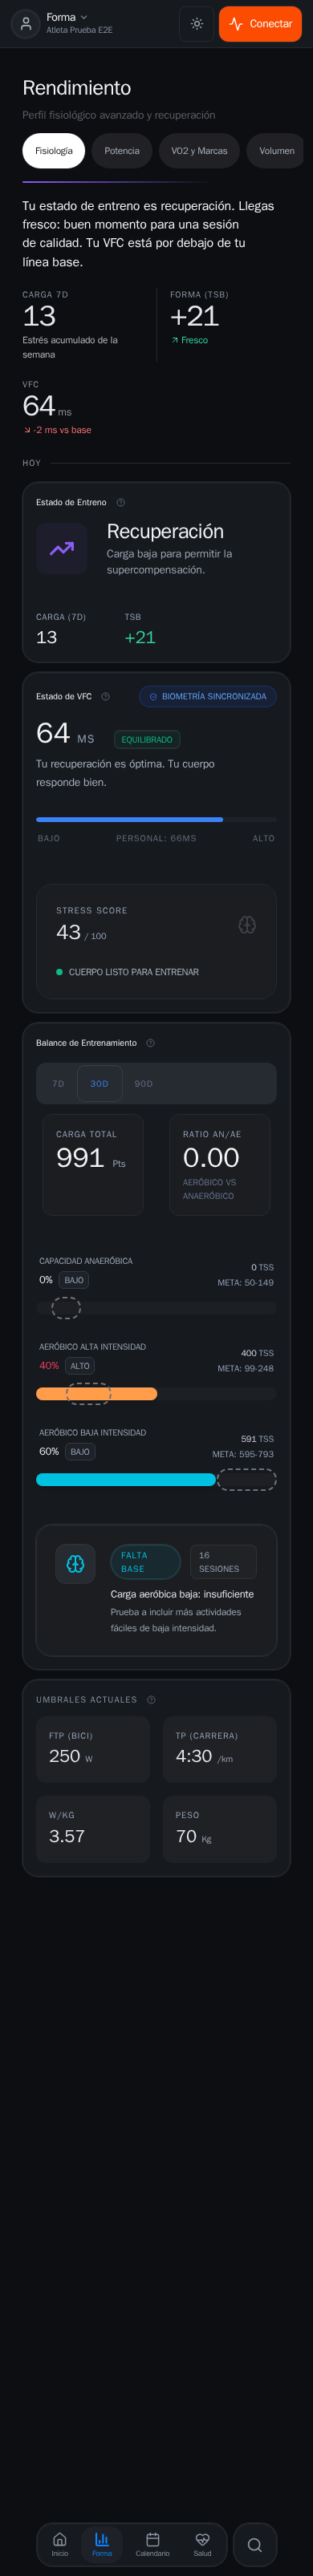 Forma
Atleta Prueba E2E
Conectar
Rendimiento
Perfil fisiológico avanzado y recuperación
Fisiología
Potencia
VO2 y Marcas
Volumen
Tu estado de entreno es recuperación. Llegas
fresco: buen momento para una sesión
de calidad. Tu VFC está por debajo de tu
línea base.
CARGA 7D
13
Estrés acumulado de la
semana
FORMA (TSB)
+21
Fresco
VFC
64 ms
-2 ms vs base
HOY
Estado de Entreno
Recuperación
Carga baja para permitir la
supercompensación.
CARGA (7D)
13
TSB
+21
Estado de VFC
BIOMETRÍA SINCRONIZADA
64 MS
EQUILIBRADO
Tu recuperación es óptima. Tu cuerpo
responde bien.
BAJO
PERSONAL: 66MS
ALTO
STRESS SCORE
43 / 100
CUERPO LISTO PARA ENTRENAR
Balance de Entrenamiento
7D
30D
90D
CARGA TOTAL
991 Pts
RATIO AN/AE
0.00
AERÓBICO VS
ANAERÓBICO
CAPACIDAD ANAERÓBICA
0% BAJO
0 TSS
META: 50-149
AERÓBICO ALTA INTENSIDAD
40% ALTO
400 TSS
META: 99-248
AERÓBICO BAJA INTENSIDAD
60% BAJO
591 TSS
META: 595-793
FALTA
BASE
16
SESIONES
Carga aeróbica baja: insuficiente
Prueba a incluir más actividades
fáciles de baja intensidad.
UMBRALES ACTUALES
FTP (BICI)
250 W
TP (CARRERA)
4:30 /km
W/KG
3.57
PESO
70 Kg
Inicio
Forma
Calendario
Salud